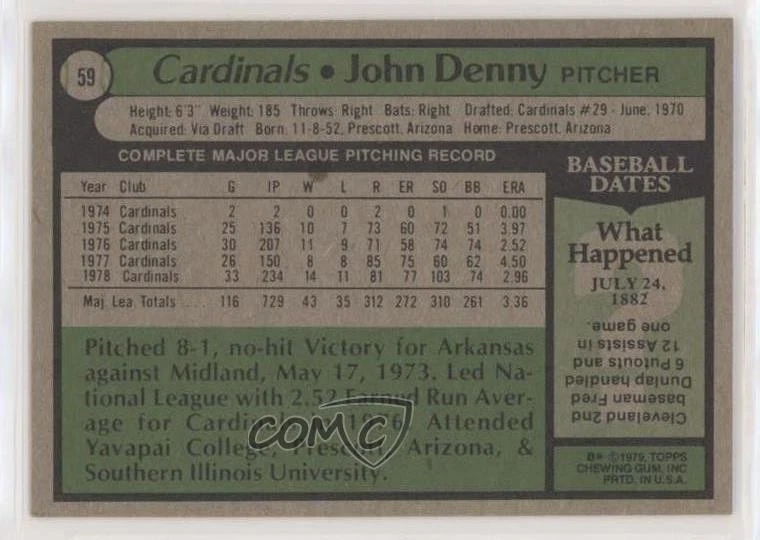 59
Cardinals • John Denny PITCHER
Height: 6'3" Weight: 185 Throws: Right Bats: Right Drafted: Cardinals #29 - June, 1970
Acquired: Via Draft Born: 11-8-52, Prescott, Arizona Home: Prescott, Arizona
COMPLETE MAJOR LEAGUE PITCHING RECORD
Year Club G IP W L R ER SO BB ERA
1974 Cardinals 2 2 0 0 2 0 1 0 0.00
1975 Cardinals 25 136 10 7 73 60 72 51 3.97
1976 Cardinals 30 207 11 9 71 58 74 74 2.52
1977 Cardinals 26 150 8 8 85 75 60 62 4.50
1978 Cardinals 33 234 14 11 81 77 103 74 2.96
Maj. Lea. Totals .... 116 729 43 35 312 272 310 261 3.36
Pitched 8-1, no-hit Victory for Arkansas
against Midland, May 17, 1973. Led Na-
tional League with 2.52 Earned Run Aver-
age for Cardinals, 1976. Attended
Yavapai College, Prescott, Arizona, &
Southern Illinois University.
COMC
BASEBALL
DATES
What
Happened
JULY 24,
1882
Cleveland 2nd
baseman Fred
Dunlap handled
6 Putouts and
12 Assists in
one game.
B* ©1979, TOPPS
CHEWING GUM, INC
PRTD. IN U.S.A.